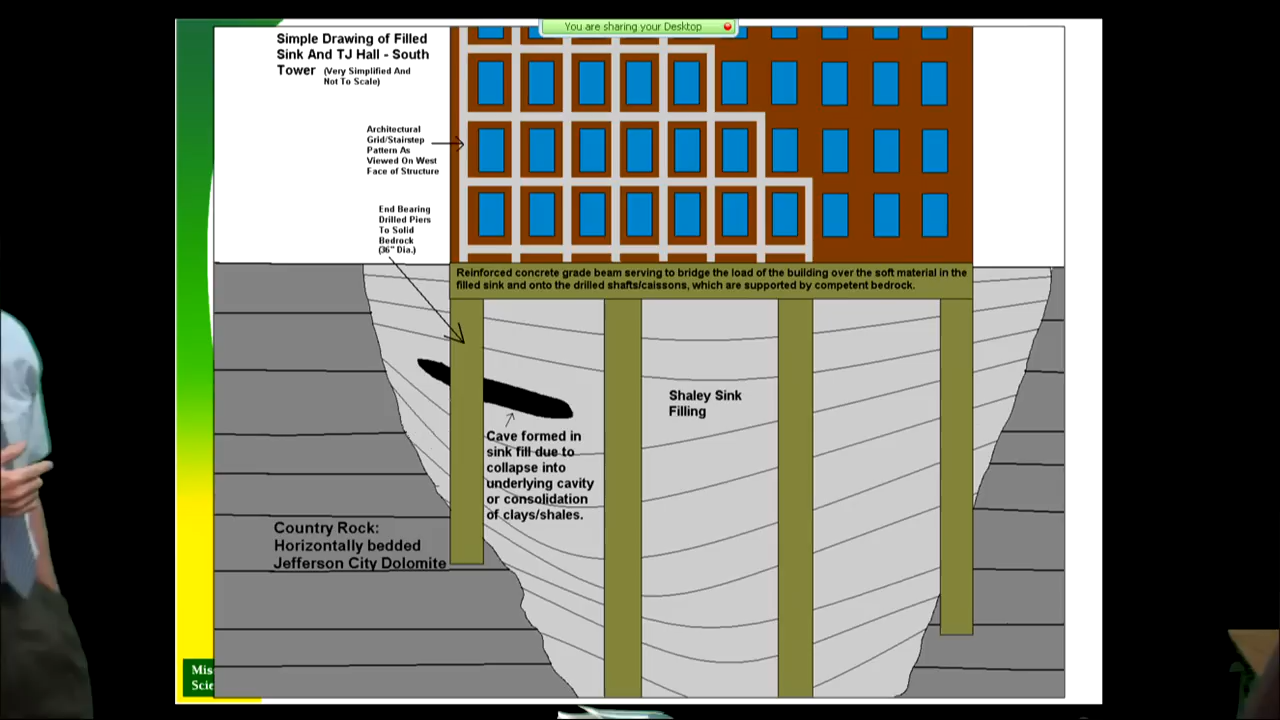 You are sharing your Desktop
Simple Drawing of Filled
Sink And TJ Hall - South
Tower (Very Simplified And
Not To Scale)
Architectural
Grid/Stairstep
Pattern As
Viewed On West
Face of Structure
End Bearing
Drilled Piers
To Solid
Bedrock
(36" Dia.)
Reinforced concrete grade beam serving to bridge the load of the building over the soft material in the
filled sink and onto the drilled shafts/caissons, which are supported by competent bedrock.
Shaley Sink
Filling
Cave formed in
sink fill due to
collapse into
underlying cavity
or consolidation
of clays/shales.
Country Rock:
Horizontally bedded
Jefferson City Dolomite